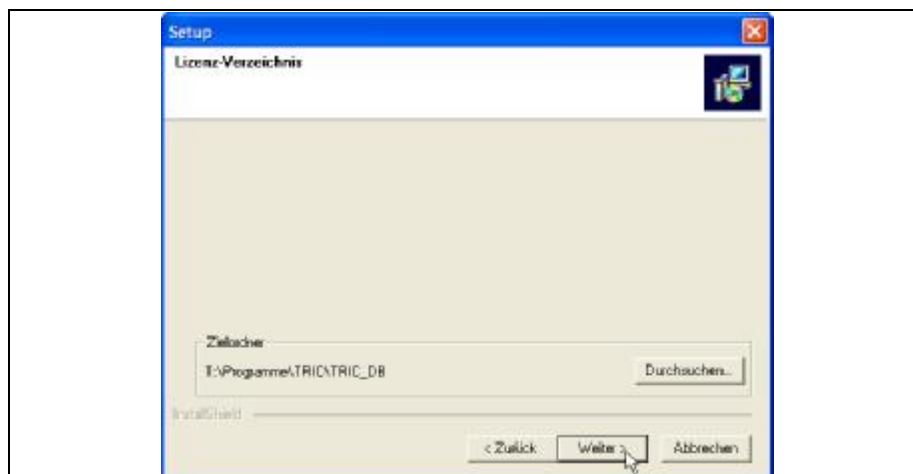 Setup
Lizenz-Verzeichnis
Zielordner
T:\Programme\TRIC\TRIC_DB
Durchsuchen...
InstallShield
< Zurück
Weiter >
Abbrechen